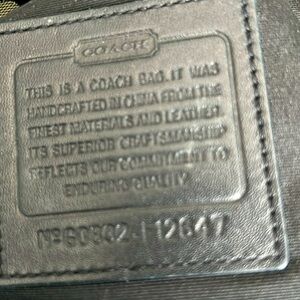 COACH
THIS IS A COACH BAG. IT WAS
HANDCRAFTED IN CHINA FROM THE
FINEST MATERIALS AND LEATHER
ITS SUPERIOR CRAFTSMANSHIP
REFLECTS OUR COMMITMENT TO
ENDURING QUALITY